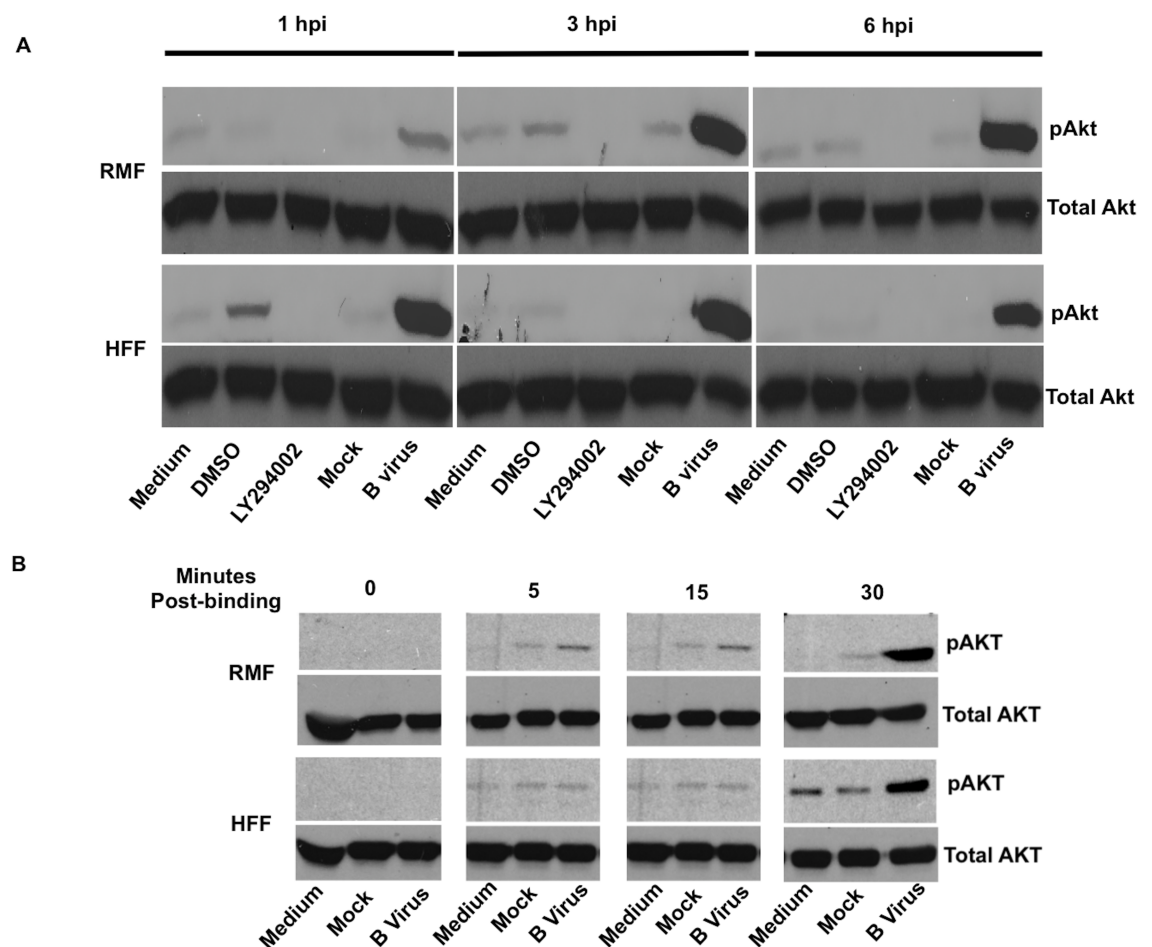 A
1 hpi
3 hpi
6 hpi
RMF
pAkt
Total Akt
HFF
pAkt
Total Akt
Medium DMSO LY294002 Mock B virus Medium DMSO LY294002 Mock B virus Medium DMSO LY294002 Mock B virus
B
Minutes
Post-binding
0
5
15
30
RMF
pAKT
Total AKT
HFF
pAKT
Total AKT
Medium Mock B Virus Medium Mock B Virus Medium Mock B Virus Medium Mock B Virus